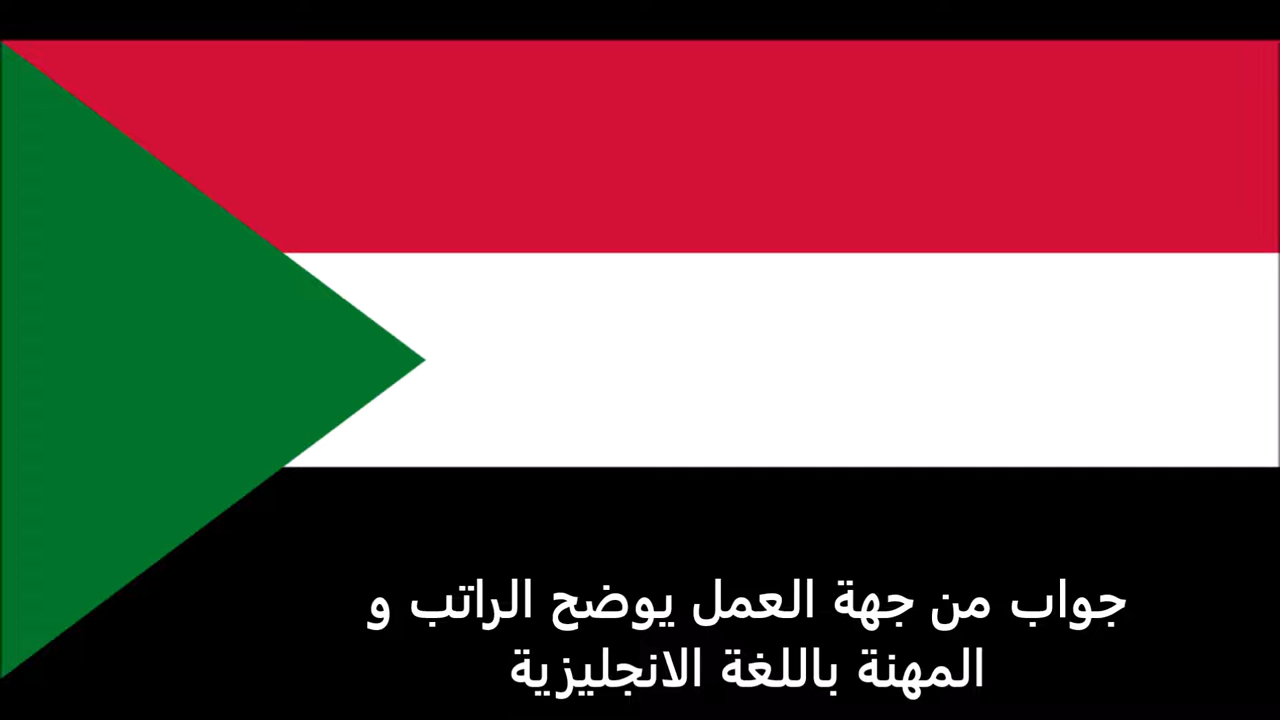 جواب من جهة العمل يوضح الراتب و
المهنة باللغة الانجليزية